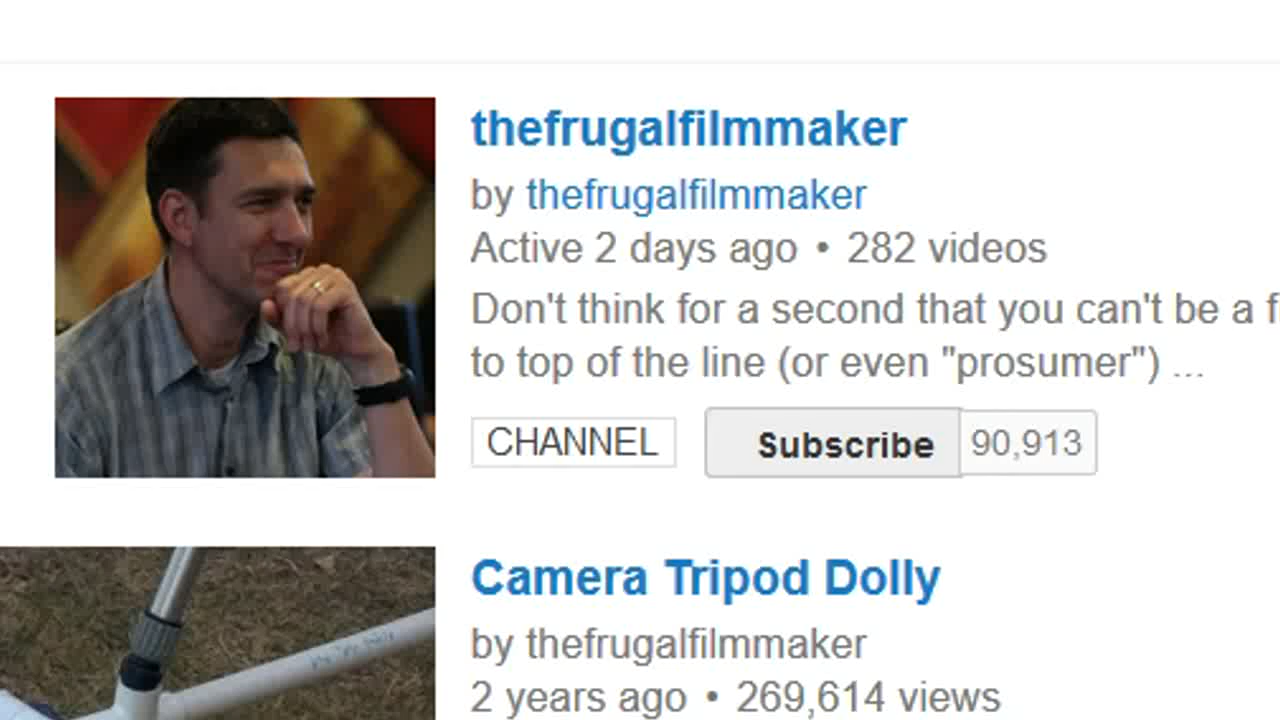 thefrugalfilmmaker
by thefrugalfilmmaker
Active 2 days ago • 282 videos
Don't think for a second that you can't be a f
to top of the line (or even "prosumer") ...
CHANNEL Subscribe 90,913
Camera Tripod Dolly
by thefrugalfilmmaker
2 years ago • 269,614 views